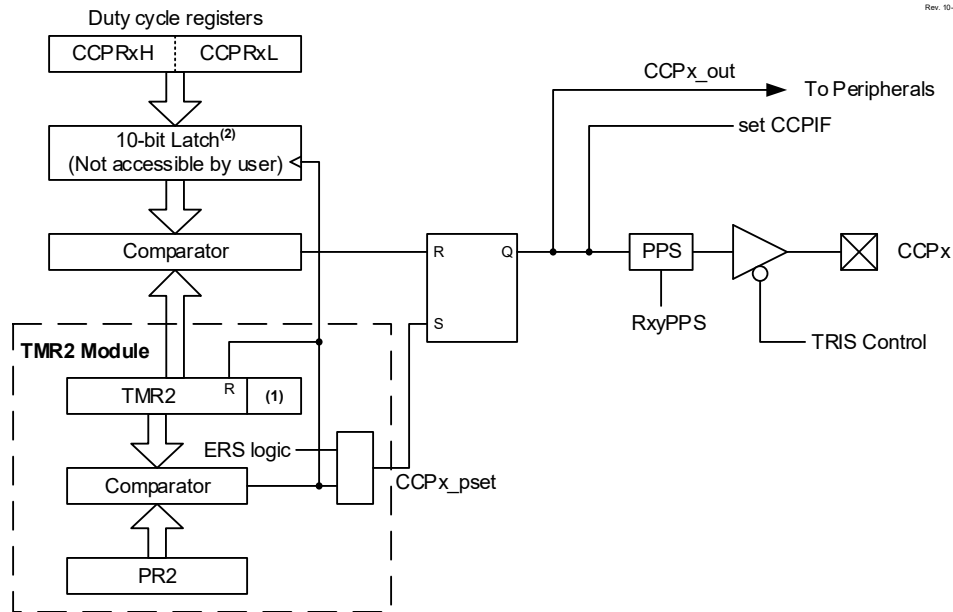 Rev. 10-
Duty cycle registers
CCPRxH CCPRxL
CCPx_out
To Peripherals
set CCPIF
10-bit Latch(2)
(Not accessible by user)
Comparator
R Q
S
PPS
CCPx
RxyPPS
TRIS Control
TMR2 Module
TMR2 R (1)
ERS logic
Comparator
CCPx_pset
PR2